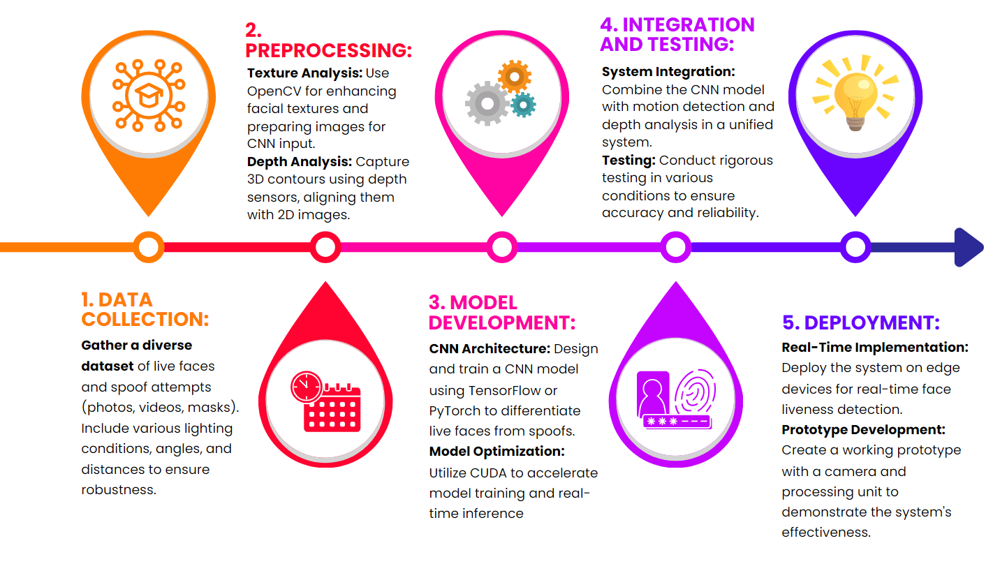 1. DATA
COLLECTION:
Gather a diverse
dataset of live faces
and spoof attempts
(photos, videos, masks).
Include various lighting
conditions, angles, and
distances to ensure
robustness.
2.
PREPROCESSING:
Texture Analysis: Use
OpenCV for enhancing
facial textures and
preparing images for
CNN input.
Depth Analysis: Capture
3D contours using depth
sensors, aligning them
with 2D images.
3. MODEL
DEVELOPMENT:
CNN Architecture: Design
and train a CNN model
using TensorFlow or
PyTorch to differentiate
live faces from spoofs.
Model Optimization:
Utilize CUDA to accelerate
model training and real-
time inference
4. INTEGRATION
AND TESTING:
System Integration:
Combine the CNN model
with motion detection and
depth analysis in a unified
system.
Testing: Conduct rigorous
testing in various
conditions to ensure
accuracy and reliability.
5. DEPLOYMENT:
Real-Time Implementation:
Deploy the system on edge
devices for real-time face
liveness detection.
Prototype Development:
Create a working prototype
with a camera and
processing unit to
demonstrate the system's
effectiveness.